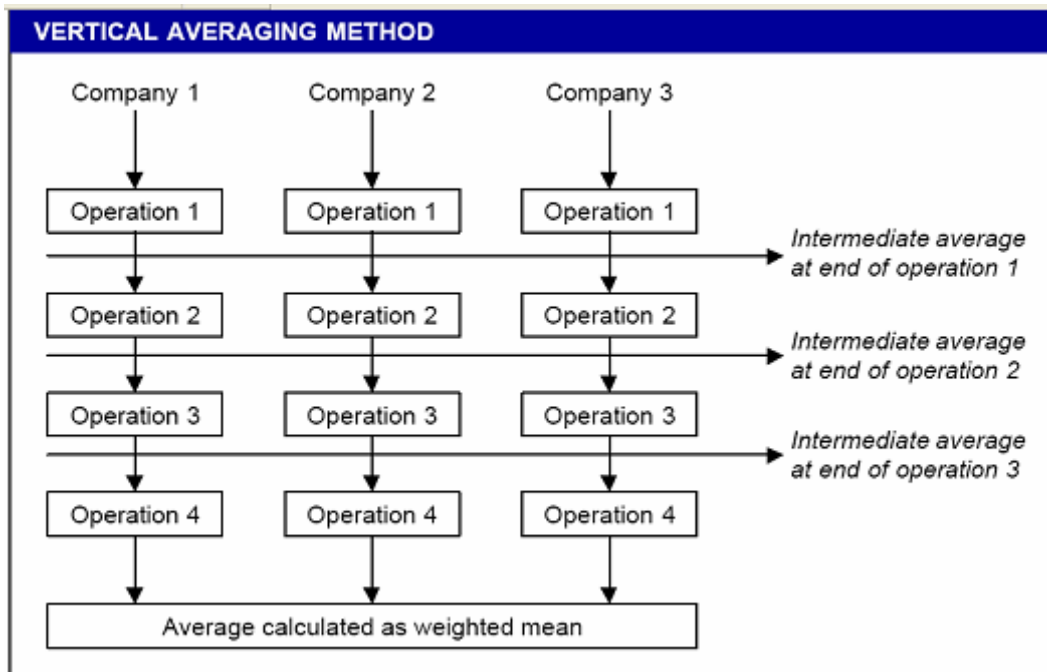 VERTICAL AVERAGING METHOD
Company 1
Company 2
Company 3
Operation 1
Operation 1
Operation 1
Intermediate average
at end of operation 1
Operation 2
Operation 2
Operation 2
Intermediate average
at end of operation 2
Operation 3
Operation 3
Operation 3
Intermediate average
at end of operation 3
Operation 4
Operation 4
Operation 4
Average calculated as weighted mean